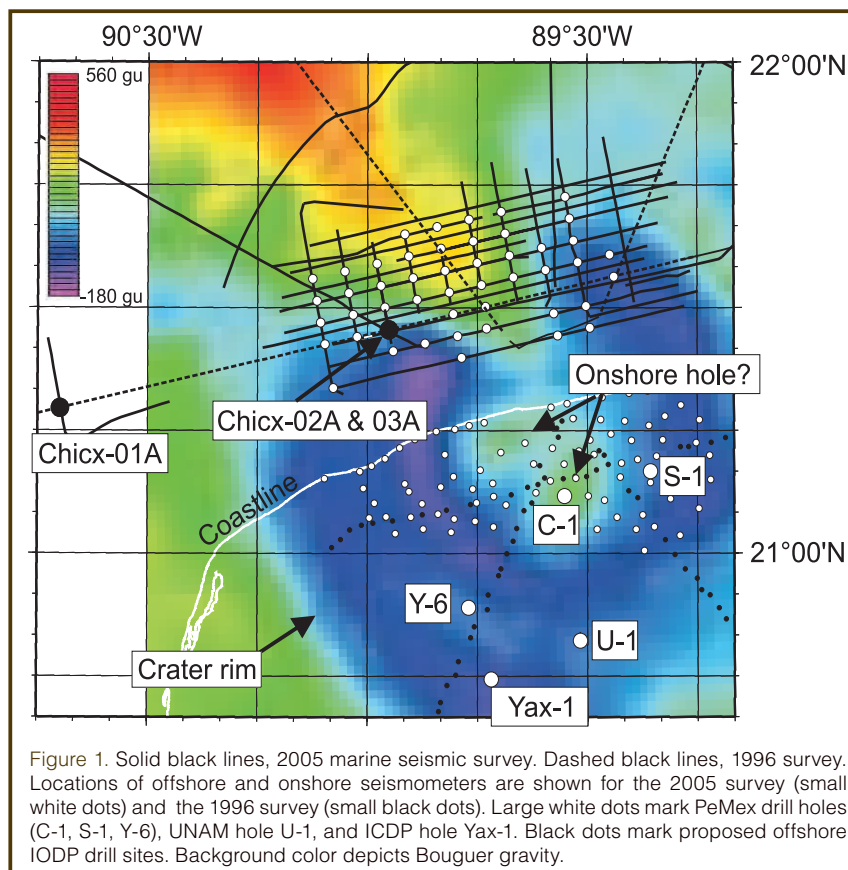 90°30'W 89°30'W
560 gu
22°00'N
-180 gu
Onshore hole?
Chicx-02A & 03A
Chicx-01A
Coastline
S-1
C-1
21°00'N
Y-6
U-1
Crater rim
Yax-1
Figure 1. Solid black lines, 2005 marine seismic survey. Dashed black lines, 1996 survey.
Locations of offshore and onshore seismometers are shown for the 2005 survey (small
white dots) and the 1996 survey (small black dots). Large white dots mark PeMex drill holes
(C-1, S-1, Y-6), UNAM hole U-1, and ICDP hole Yax-1. Black dots mark proposed offshore
IODP drill sites. Background color depicts Bouguer gravity.